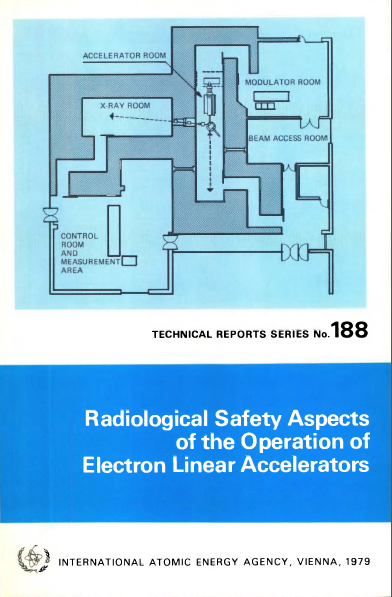 ACCELERATOR ROOM
MODULATOR ROOM
X-RAY ROOM
BEAM ACCESS ROOM
CONTROL
ROOM
AND
MEASUREMENT
AREA
TECHNICAL REPORTS SERIES No.188
Radiological Safety Aspects
of the Operation of
Electron Linear Accelerators
INTERNATIONAL ATOMIC ENERGY AGENCY, VIENNA, 1979